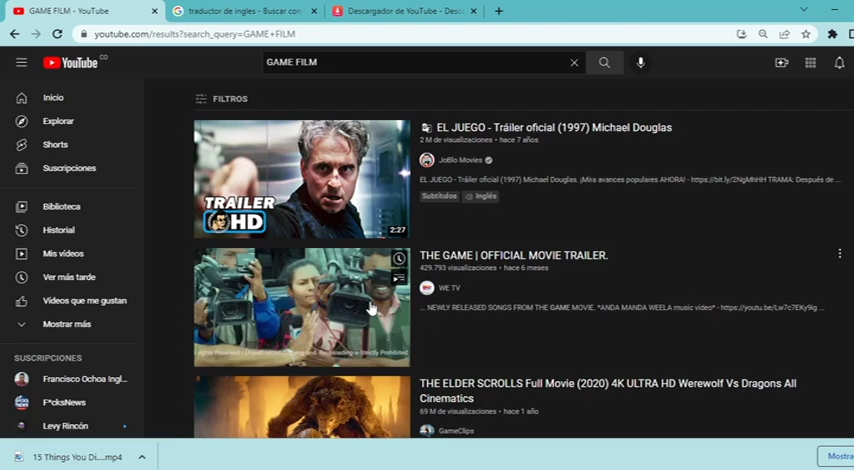 GAME FILM - YouTube
traductor de ingles - Buscar con
Descargador de YouTube - Desca
youtube.com/results?search_query=GAME+FILM
YouTube CO
GAME FILM
FILTROS
Inicio
Explorar
Shorts
Suscripciones
Biblioteca
Historial
Mis videos
Ver más tarde
Videos que me gustan
Mostrar más
SUSCRIPCIONES
Francisco Ochoa Ingl...
F*cksNews
Levy Rincón
TRAILER
HD
2:27
EL JUEGO - Tráiler oficial (1997) Michael Douglas
2 M de visualizaciones • hace 7 años
JoBlo Movies
EL JUEGO - Tráiler oficial (1997) Michael Douglas. ¡Mira avances populares AHORA! - https://bit.ly/2NgMhHH TRAMA: Después de ...
Subtítulos
Inglés
THE GAME | OFFICIAL MOVIE TRAILER.
429.793 visualizaciones • hace 6 meses
WE TV
... NEWLY RELEASED SONGS FROM THE GAME MOVIE. *ANDA MANDA WEELA music video* - https://youtu.be/Lw7c7EKy9ig ...
THE ELDER SCROLLS Full Movie (2020) 4K ULTRA HD Werewolf Vs Dragons All
Cinematics
69 M de visualizaciones • hace 1 año
GameClips
15 Things You Di....mp4
Mostra